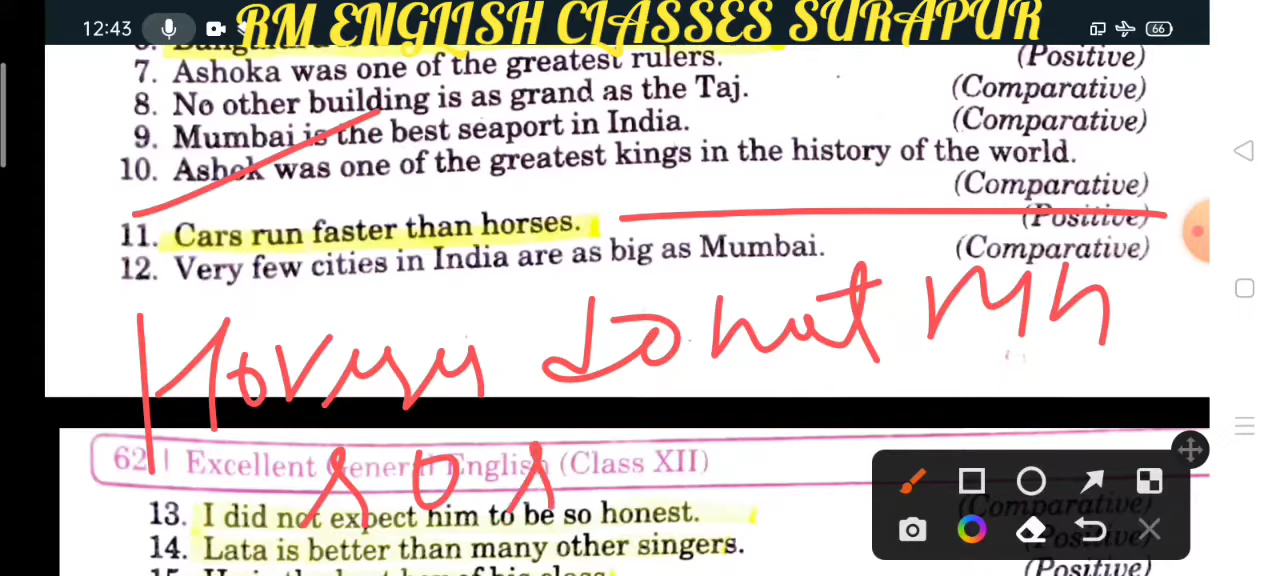 12:43 RM ENGLISH CLASSES SURAPUR 66
7. Ashoka was one of the greatest rulers. (Positive)
8. No other building is as grand as the Taj. (Comparative)
9. Mumbai is the best seaport in India. (Comparative)
10. Ashok was one of the greatest kings in the history of the world.
(Comparative)
11. Cars run faster than horses. (Positive)
12. Very few cities in India are as big as Mumbai. (Comparative)
do not run
62 | Excellent General English (Class XII)
13. I did not expect him to be so honest. (Comparative)
14. Lata is better than many other singers. (Positive)
(Positive)